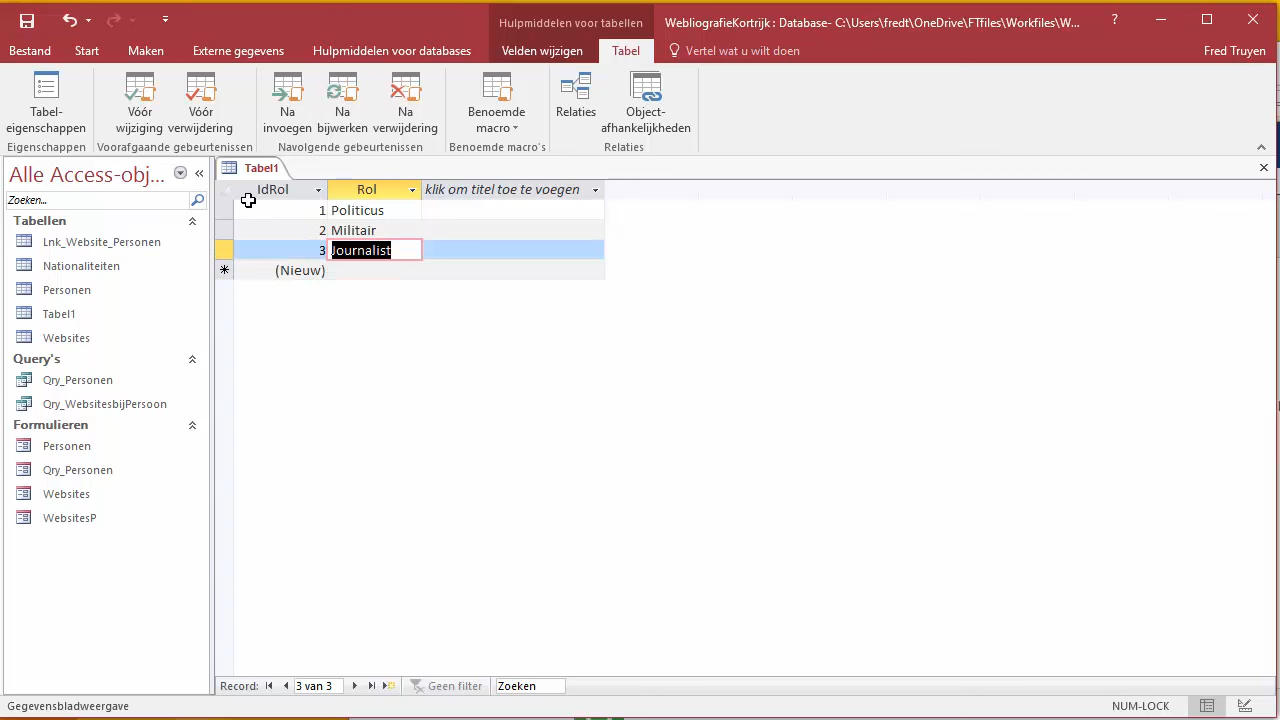 Hulpmiddelen voor tabellen
WebliografieKortrijk : Database- C:\Users\fredt\OneDrive\FTfiles\Workfiles\W...
?
Bestand
Start
Maken
Externe gegevens
Hulpmiddelen voor databases
Velden wijzigen
Tabel
Vertel wat u wilt doen
Fred Truyen
Tabel-
eigenschappen
Vóór
wijziging
Vóór
verwijdering
Na
invoegen
Na
bijwerken
Na
verwijdering
Benoemde
macro
Relaties
Object-
afhankelijkheden
Eigenschappen
Voorafgaande gebeurtenissen
Navolgende gebeurtenissen
Benoemde macro's
Relaties
Alle Access-obj...
Zoeken...
Tabellen
Lnk_Website_Personen
Nationaliteiten
Personen
Tabel1
Websites
Query's
Qry_Personen
Qry_WebsitesbijPersoon
Formulieren
Personen
Qry_Personen
Websites
WebsitesP
Tabel1
IdRol
Rol
klik om titel toe te voegen
1 Politicus
2 Militair
3 Journalist
(Nieuw)
Record:
3 van 3
Geen filter
Zoeken
Gegevensbladweergave
NUM-LOCK